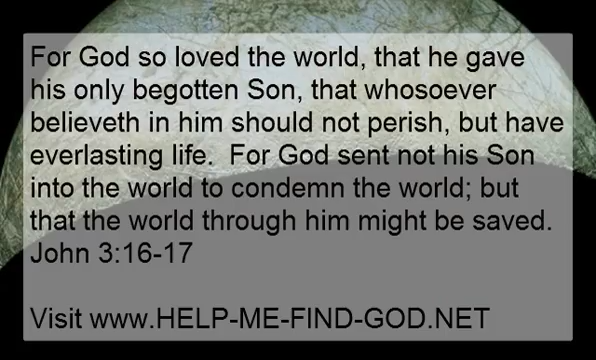 For God so loved the world, that he gave
his only begotten Son, that whosoever
believeth in him should not perish, but have
everlasting life.  For God sent not his Son
into the world to condemn the world; but
that the world through him might be saved.
John 3:16-17
Visit www.HELP-ME-FIND-GOD.NET